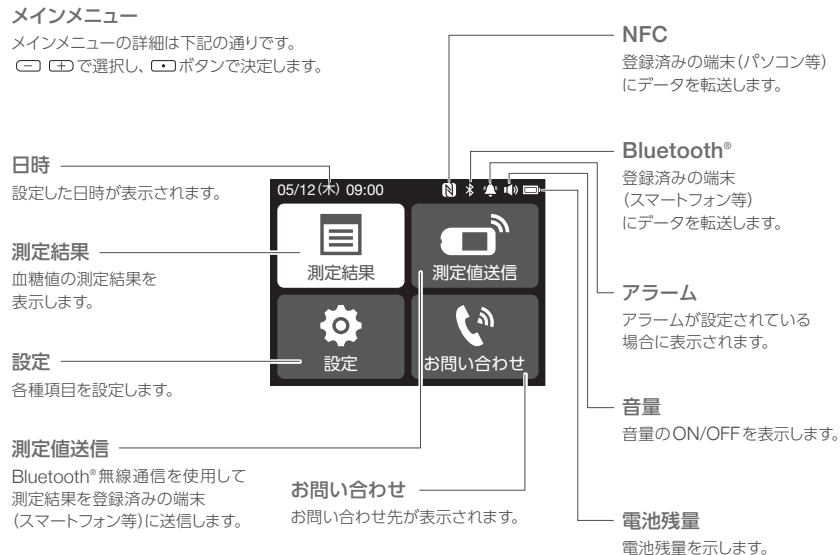 メインメニュー
メインメニューの詳細は下記の通りです。
− + で選択し、・ボタンで決定します。
日時
設定した日時が表示されます。
測定結果
血糖値の測定結果を
表示します。
設定
各種項目を設定します。
測定値送信
Bluetooth®無線通信を使用して
測定結果を登録済みの端末
(スマートフォン等)に送信します。
05/12(木) 09:00
測定結果
測定値送信
設定
お問い合わせ
お問い合わせ
お問い合わせ先が表示されます。
NFC
登録済みの端末(パソコン等)
にデータを転送します。
Bluetooth®
登録済みの端末
(スマートフォン等)
にデータを転送します。
アラーム
アラームが設定されている
場合に表示されます。
音量
音量のON/OFFを表示します。
電池残量
電池残量を示します。